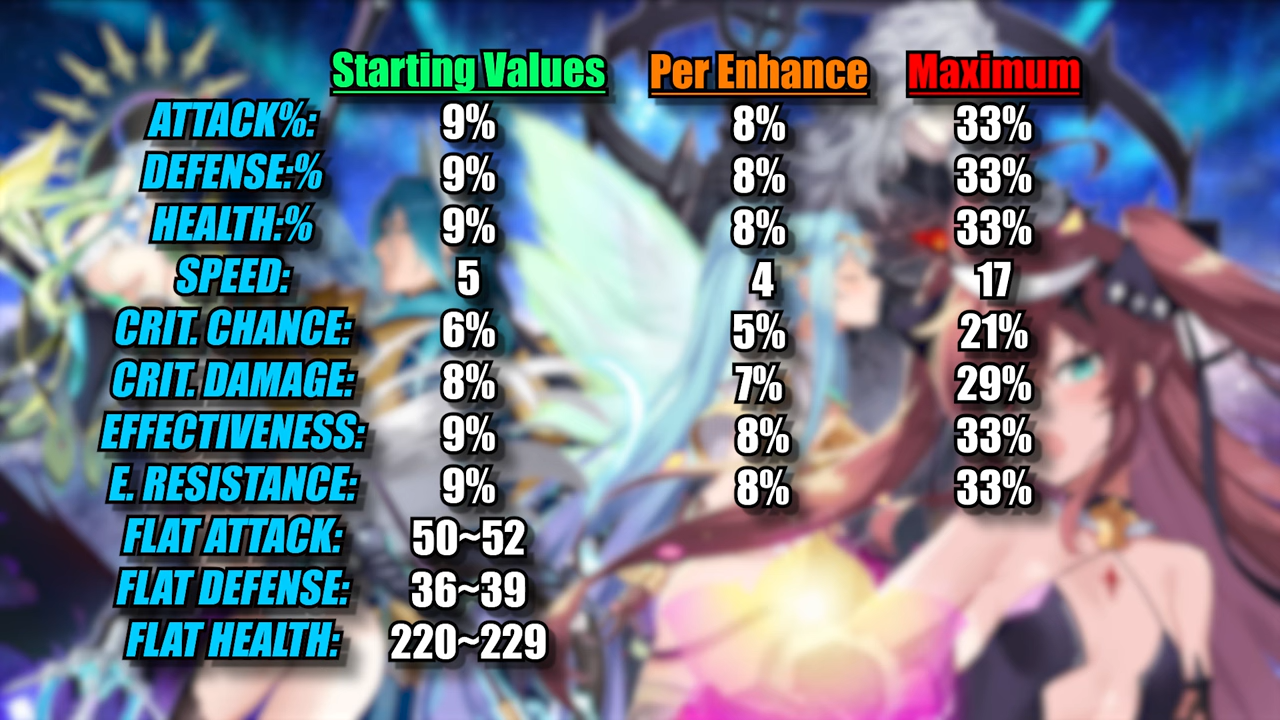 Starting Values Per Enhance Maximum
ATTACK%: 9% 8% 33%
DEFENSE:% 9% 8% 33%
HEALTH:% 9% 8% 33%
SPEED: 5 4 17
CRIT. CHANCE: 6% 5% 21%
CRIT. DAMAGE: 8% 7% 29%
EFFECTIVENESS: 9% 8% 33%
E. RESISTANCE: 9% 8% 33%
FLAT ATTACK: 50~52
FLAT DEFENSE: 36~39
FLAT HEALTH: 220~229